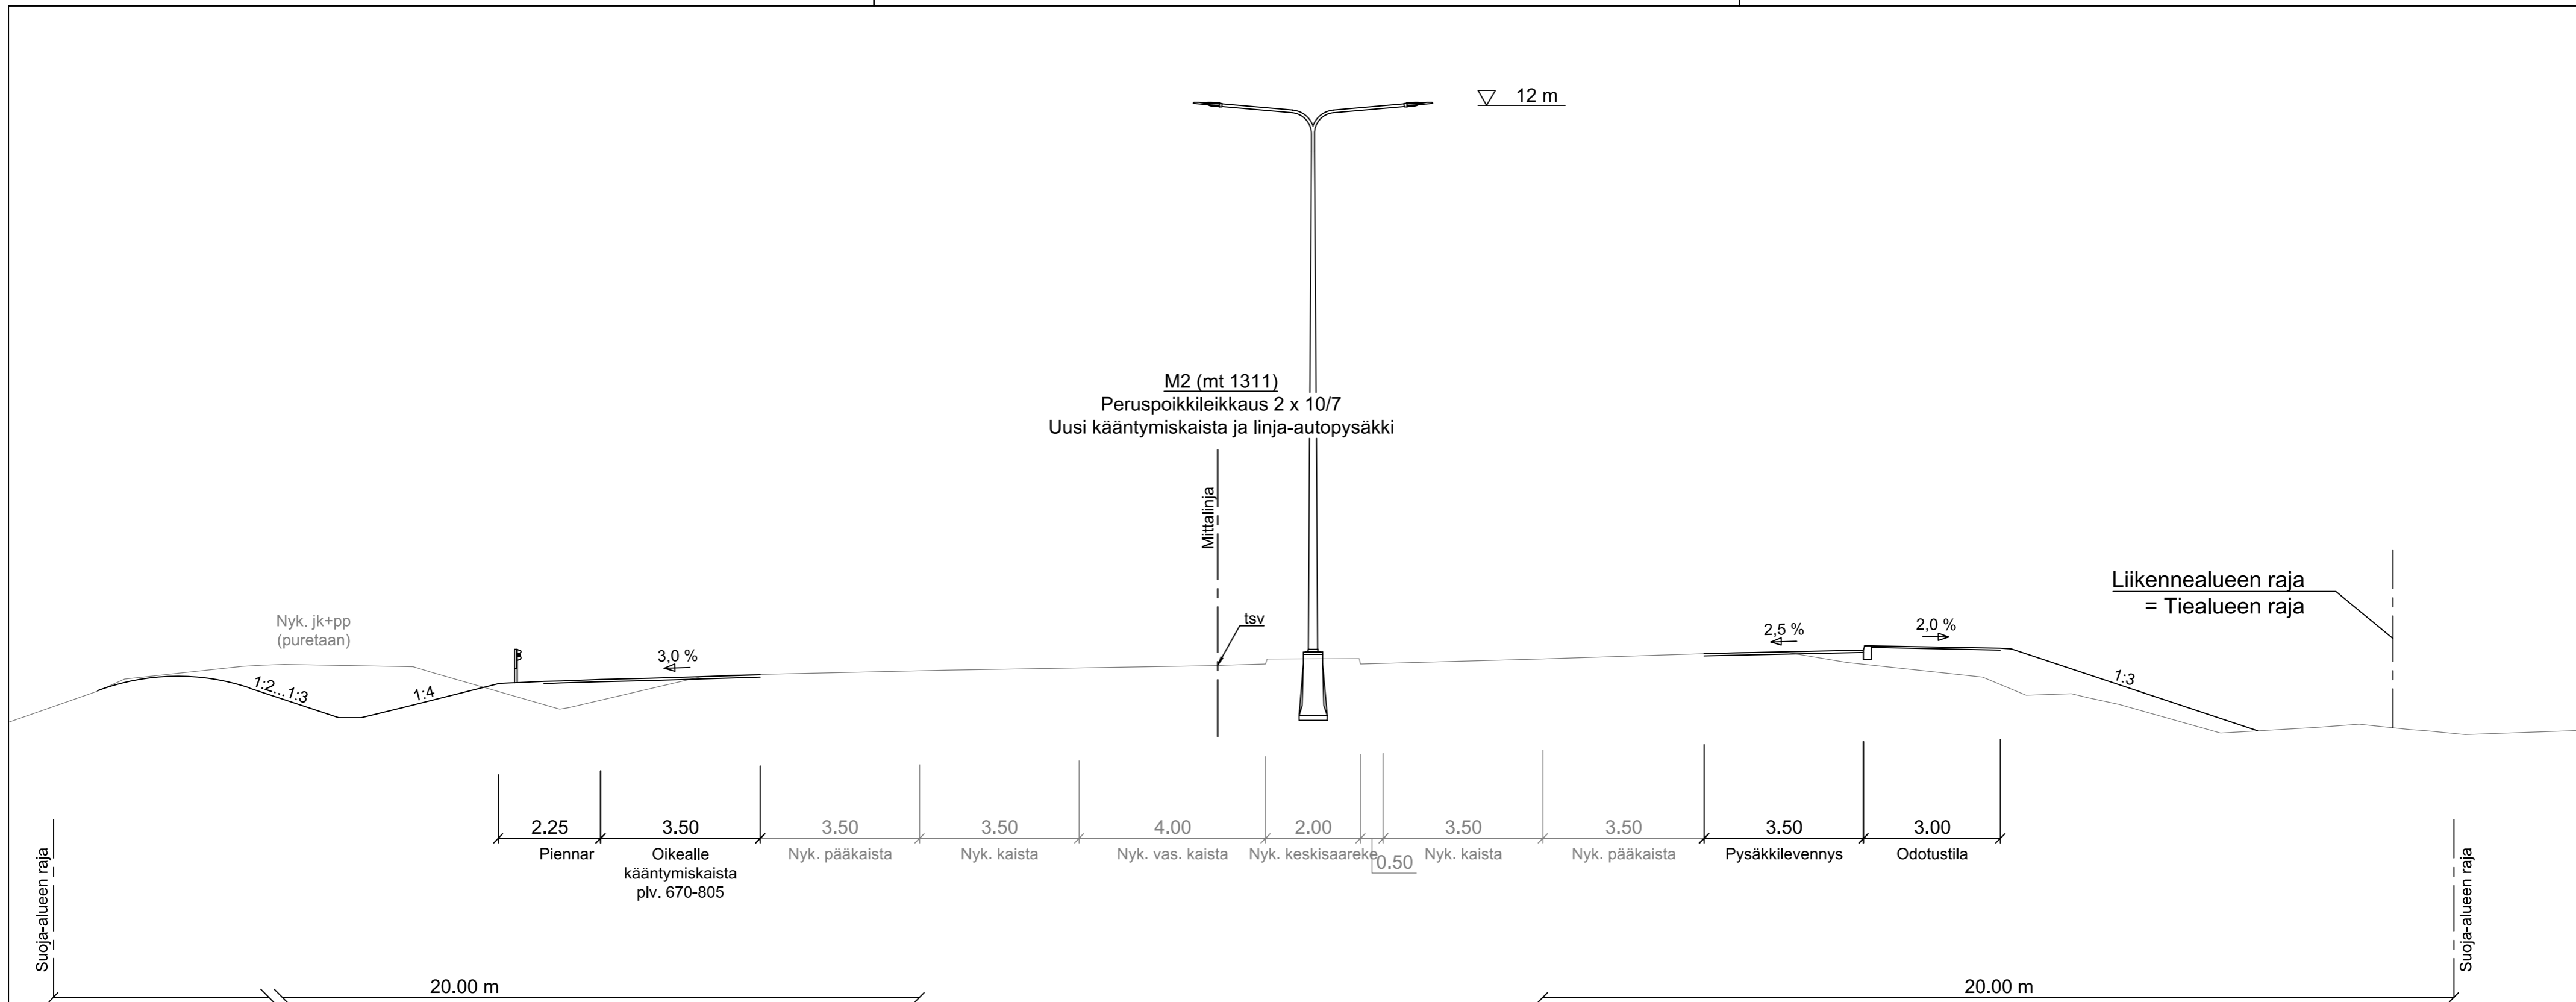 12 m
M2 (mt 1311)
Peruspoikkileikkaus 2 x 10/7
Uusi kääntymiskaista ja linja-autopysäkki
Mittalinja
tsv
Liikennealueen raja
= Tiealueen raja
Nyk. jk+pp
(puretaan)
3,0 %
2,5 %
2,0 %
1:2...1:3
1:4
1:3
2.25
3.50
3.50
3.50
4.00
2.00
3.50
3.50
3.50
3.00
Piennar
Oikealle
kääntymiskaista
plv. 670-805
Nyk. pääkaista
Nyk. kaista
Nyk. vas. kaista
Nyk. keskisaareke
0.50
Nyk. kaista
Nyk. pääkaista
Pysäkkilevennys
Odotustila
Suoja-alueen raja
Suoja-alueen raja
20.00 m
20.00 m